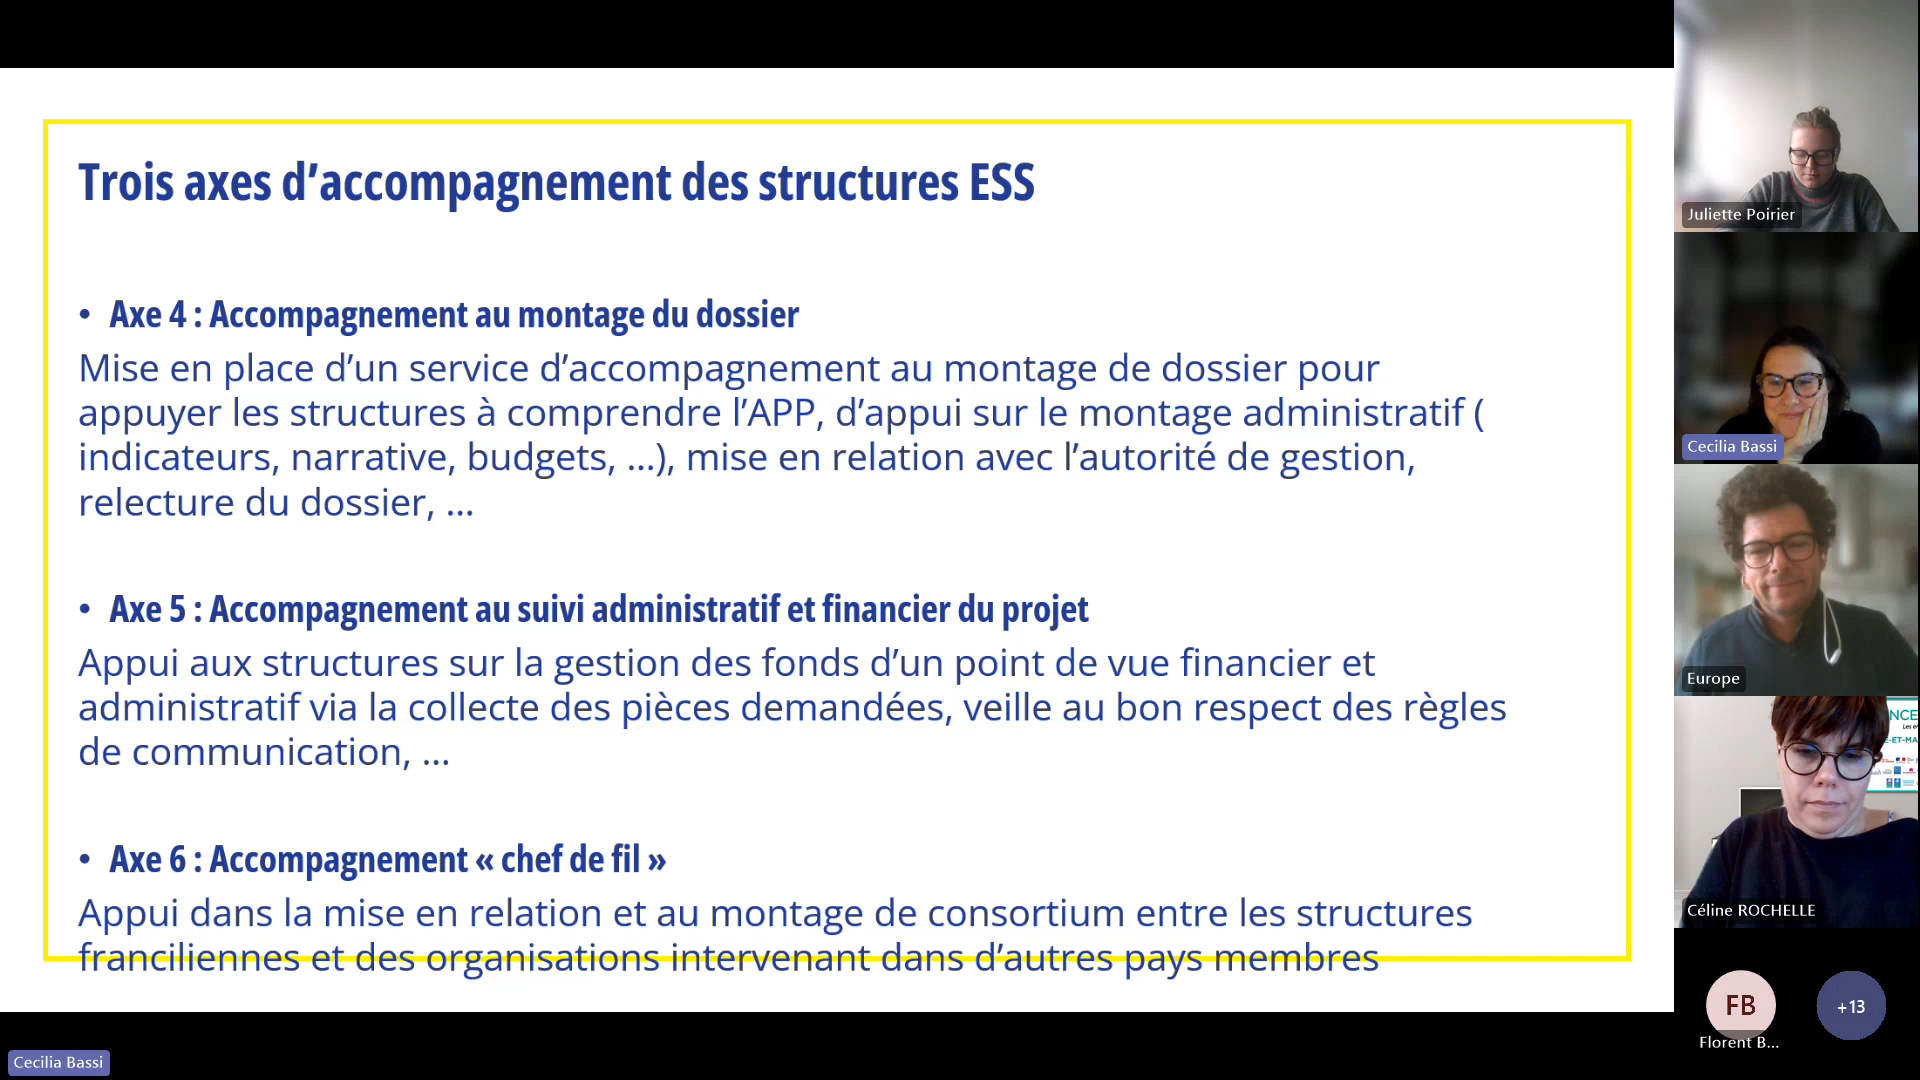 Trois axes d’accompagnement des structures ESS
• Axe 4 : Accompagnement au montage du dossier
Mise en place d’un service d’accompagnement au montage de dossier pour
appuyer les structures à comprendre l’APP, d’appui sur le montage administratif (
indicateurs, narrative, budgets, …), mise en relation avec l’autorité de gestion,
relecture du dossier, …
• Axe 5 : Accompagnement au suivi administratif et financier du projet
Appui aux structures sur la gestion des fonds d’un point de vue financier et
administratif via la collecte des pièces demandées, veille au bon respect des règles
de communication, …
• Axe 6 : Accompagnement « chef de fil »
Appui dans la mise en relation et au montage de consortium entre les structures
franciliennes et des organisations intervenant dans d’autres pays membres
Cecilia Bassi
Juliette Poirier
Cecilia Bassi
Europe
NCE
E-ET-MA
Céline ROCHELLE
FB
Florent B...
+13